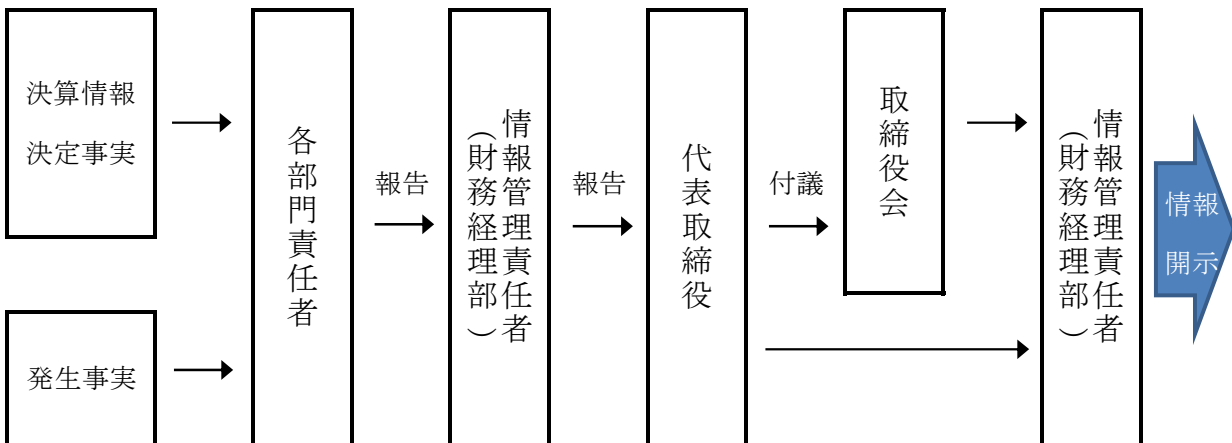 決算情報
決定事実
発生事実
各部門責任者
報告
情報管理責任者
（財務経理部）
報告
代表取締役
付議
取締役会
情報管理責任者
（財務経理部）
情報
開示